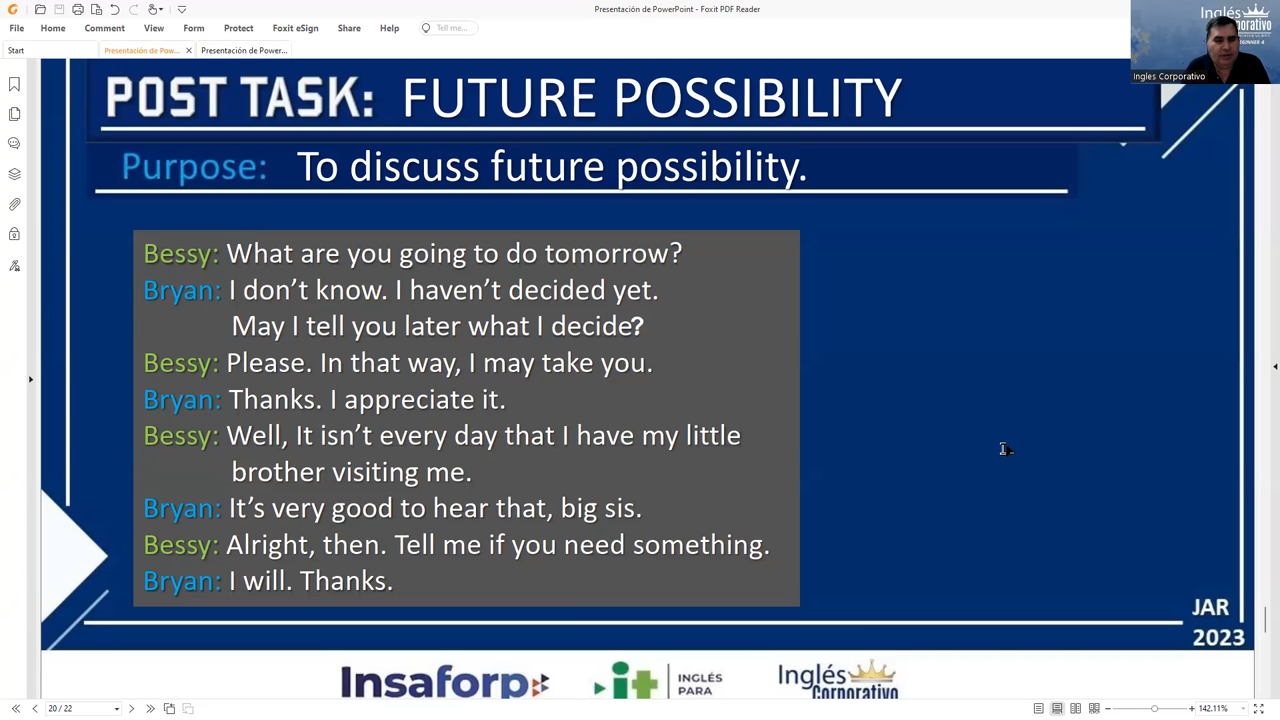 Presentación de PowerPoint - Foxit PDF Reader
File Home Comment View Form Protect Foxit eSign Share Help Tell me...
Start Presentación de Pow... Presentación de Power...
Inglés
Corporativo
BEGINNER 4
Ingles Corporativo
POST TASK: FUTURE POSSIBILITY
Purpose: To discuss future possibility.
Bessy: What are you going to do tomorrow?
Bryan: I don't know. I haven't decided yet.
May I tell you later what I decide?
Bessy: Please. In that way, I may take you.
Bryan: Thanks. I appreciate it.
Bessy: Well, It isn't every day that I have my little
brother visiting me.
Bryan: It's very good to hear that, big sis.
Bessy: Alright, then. Tell me if you need something.
Bryan: I will. Thanks.
JAR
2023
Insaforp it INGLÉS
PARA
Inglés
Corporativo
20 / 22
142.11%